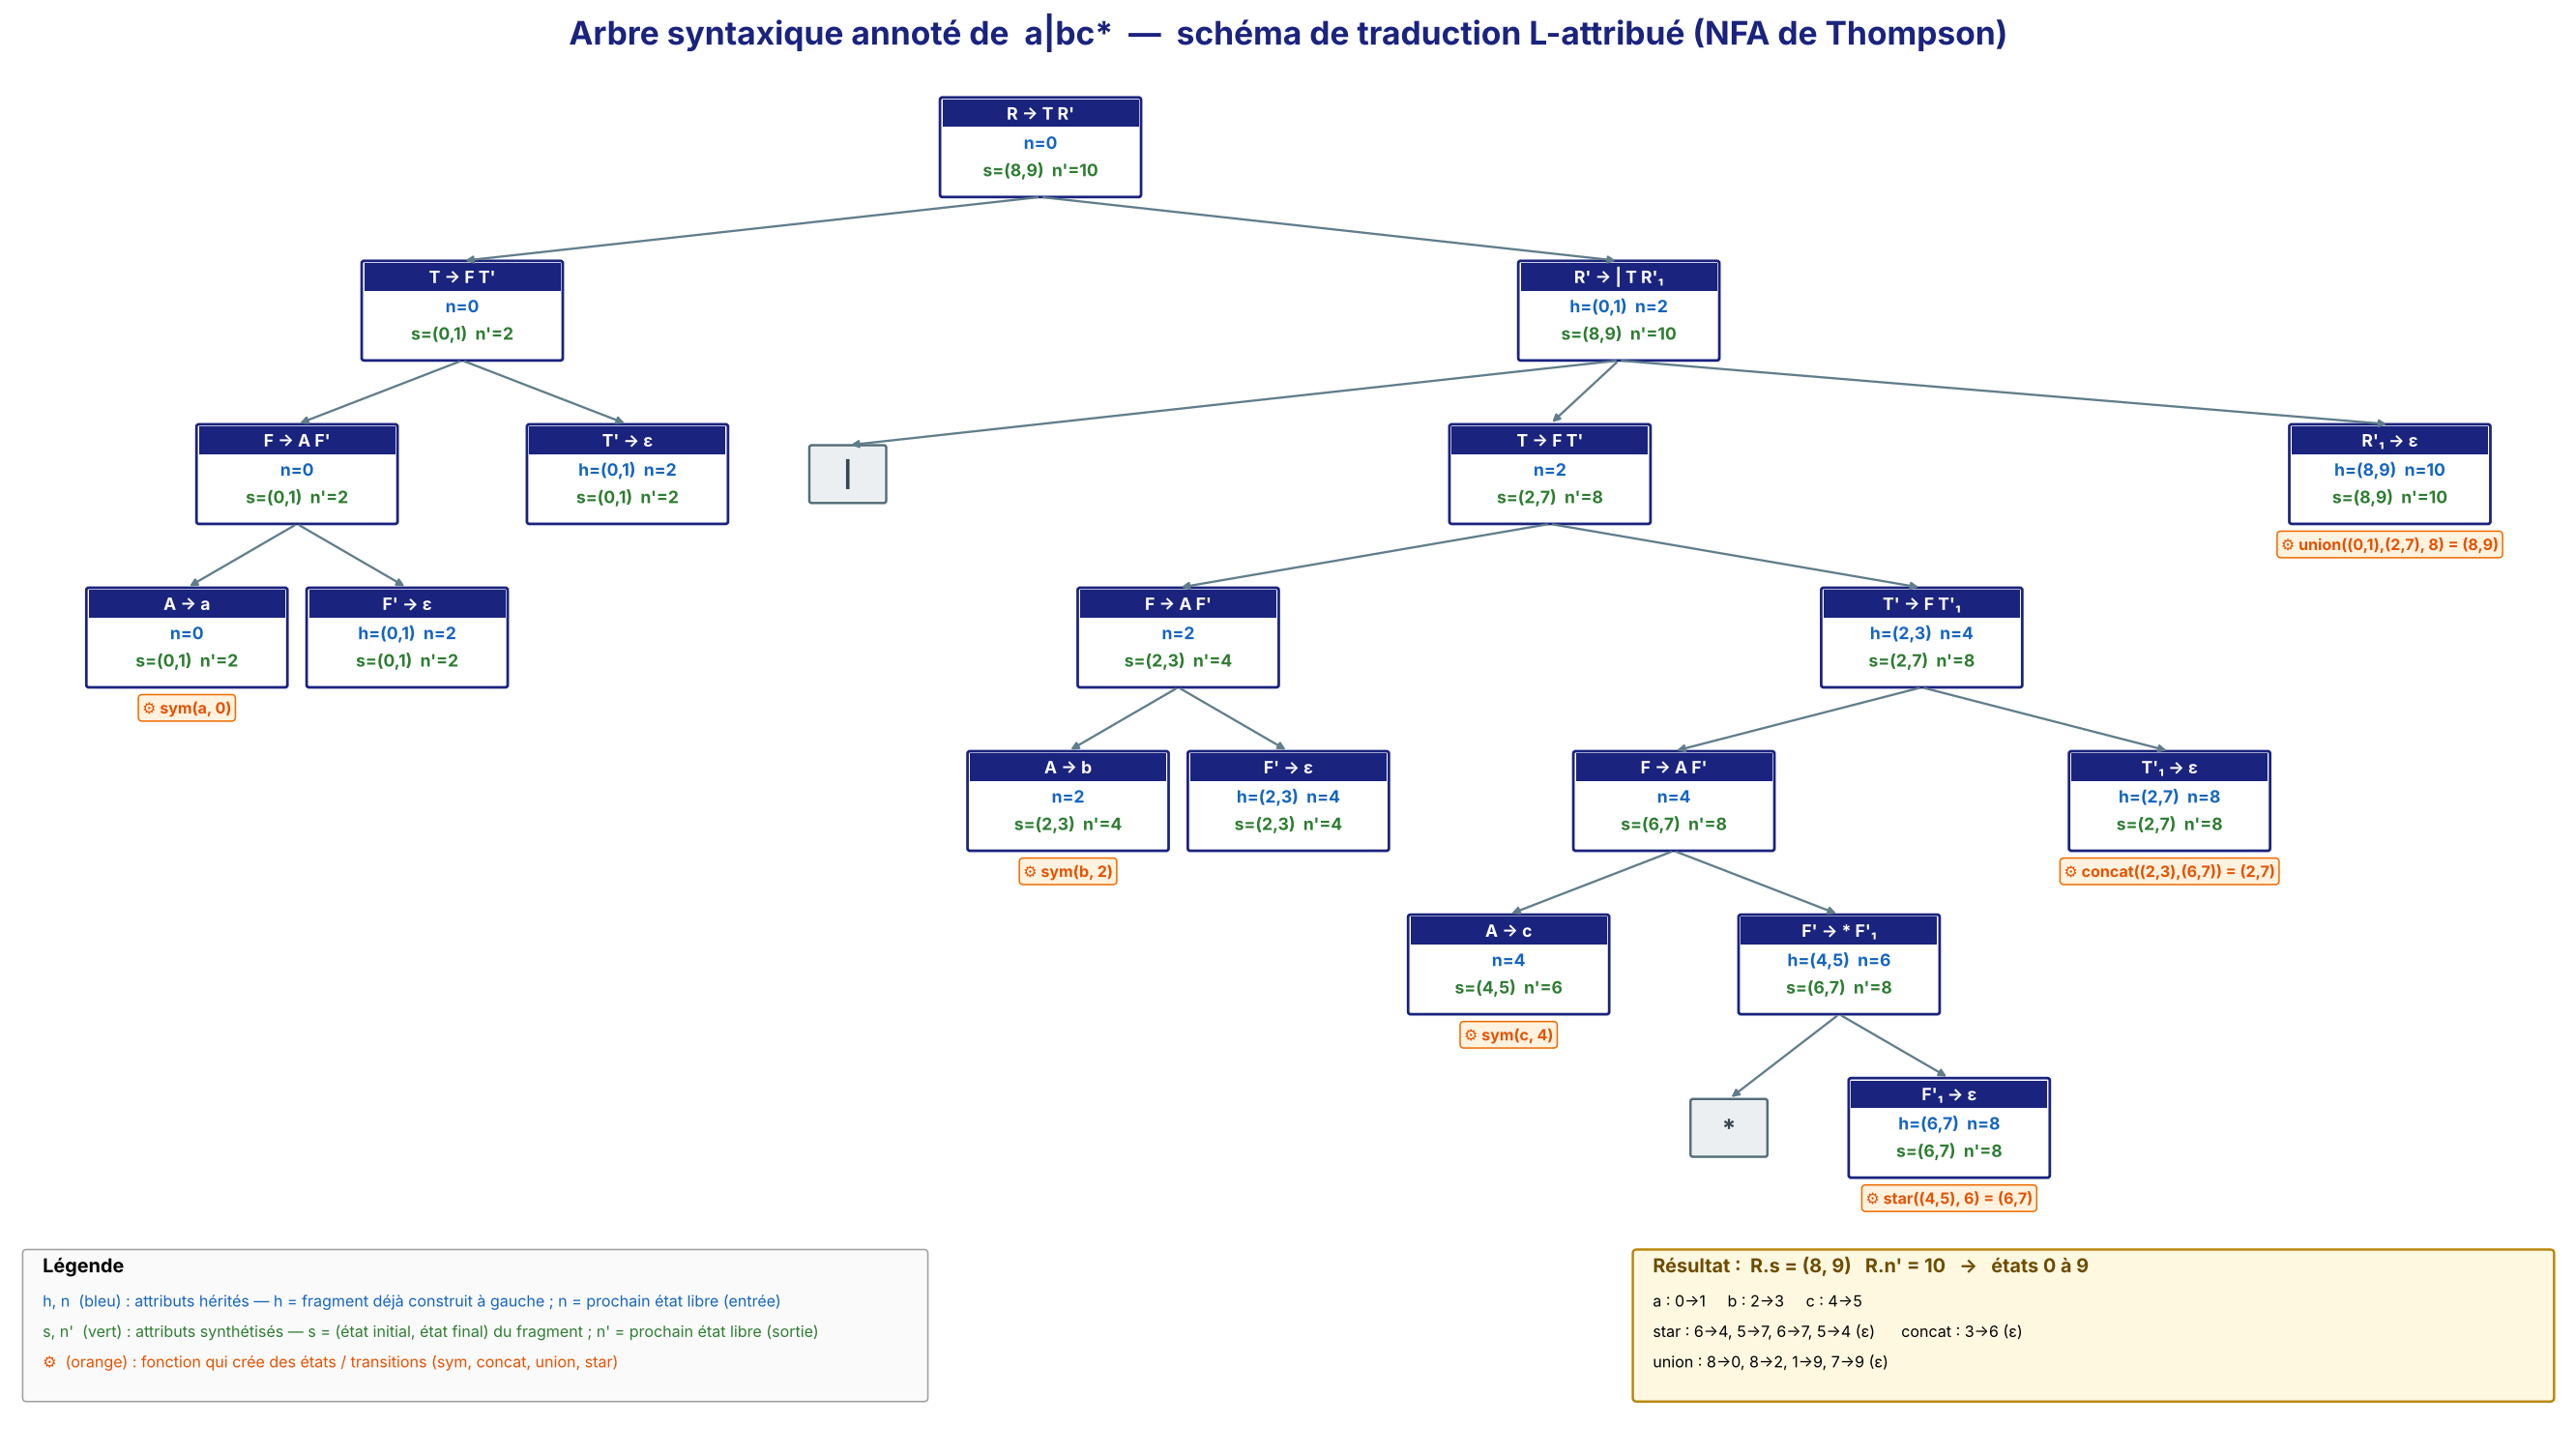 Arbre syntaxique annoté de a|bc* — schéma de traduction L-attribué (NFA de Thompson)
R → T R'
n=0
s=(8,9) n'=10
T → F T'
n=0
s=(0,1) n'=2
R' → | T R'₁
h=(0,1) n=2
s=(8,9) n'=10
F → A F'
n=0
s=(0,1) n'=2
T' → ε
h=(0,1) n=2
s=(0,1) n'=2
|
T → F T'
n=2
s=(2,7) n'=8
R'₁ → ε
h=(8,9) n=10
s=(8,9) n'=10
⚙ union((0,1),(2,7), 8) = (8,9)
A → a
n=0
s=(0,1) n'=2
⚙ sym(a, 0)
F' → ε
h=(0,1) n=2
s=(0,1) n'=2
F → A F'
n=2
s=(2,3) n'=4
T' → F T'₁
h=(2,3) n=4
s=(2,7) n'=8
A → b
n=2
s=(2,3) n'=4
⚙ sym(b, 2)
F' → ε
h=(2,3) n=4
s=(2,3) n'=4
F → A F'
n=4
s=(6,7) n'=8
T'₁ → ε
h=(2,7) n=8
s=(2,7) n'=8
⚙ concat((2,3),(6,7)) = (2,7)
A → c
n=4
s=(4,5) n'=6
⚙ sym(c, 4)
F' → * F'₁
h=(4,5) n=6
s=(6,7) n'=8
*
F'₁ → ε
h=(6,7) n=8
s=(6,7) n'=8
⚙ star((4,5), 6) = (6,7)
Légende
h, n (bleu) : attributs hérités — h = fragment déjà construit à gauche ; n = prochain état libre (entrée)
s, n' (vert) : attributs synthétisés — s = (état initial, état final) du fragment ; n' = prochain état libre (sortie)
⚙ (orange) : fonction qui crée des états / transitions (sym, concat, union, star)
Résultat : R.s = (8, 9) R.n' = 10 → états 0 à 9
a : 0→1 b : 2→3 c : 4→5
star : 6→4, 5→7, 6→7, 5→4 (ε) concat : 3→6 (ε)
union : 8→0, 8→2, 1→9, 7→9 (ε)